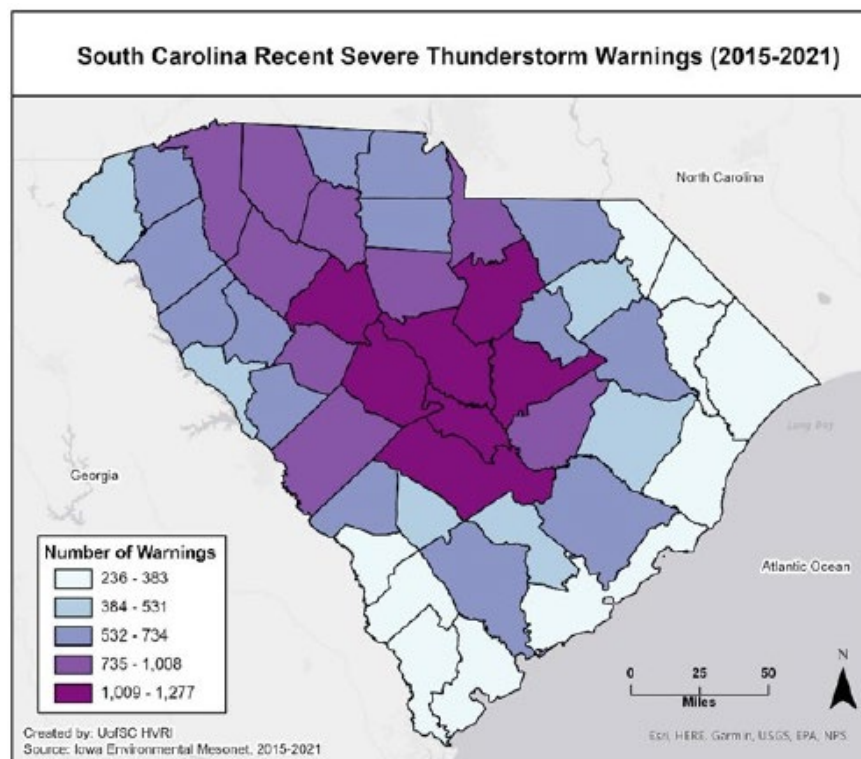 South Carolina Recent Severe Thunderstorm Warnings (2015-2021)
North Carolina
Long Bay
Georgia
Atlantic Ocean
Number of Warnings
236 - 383
384 - 531
532 - 734
735 - 1,008
1,009 - 1,277
N
0 25 50
Miles
Created by: UofSC HVRI
Source: Iowa Environmental Mesonet, 2015-2021
Esri, HERE, Garmin, USGS, EPA, NPS